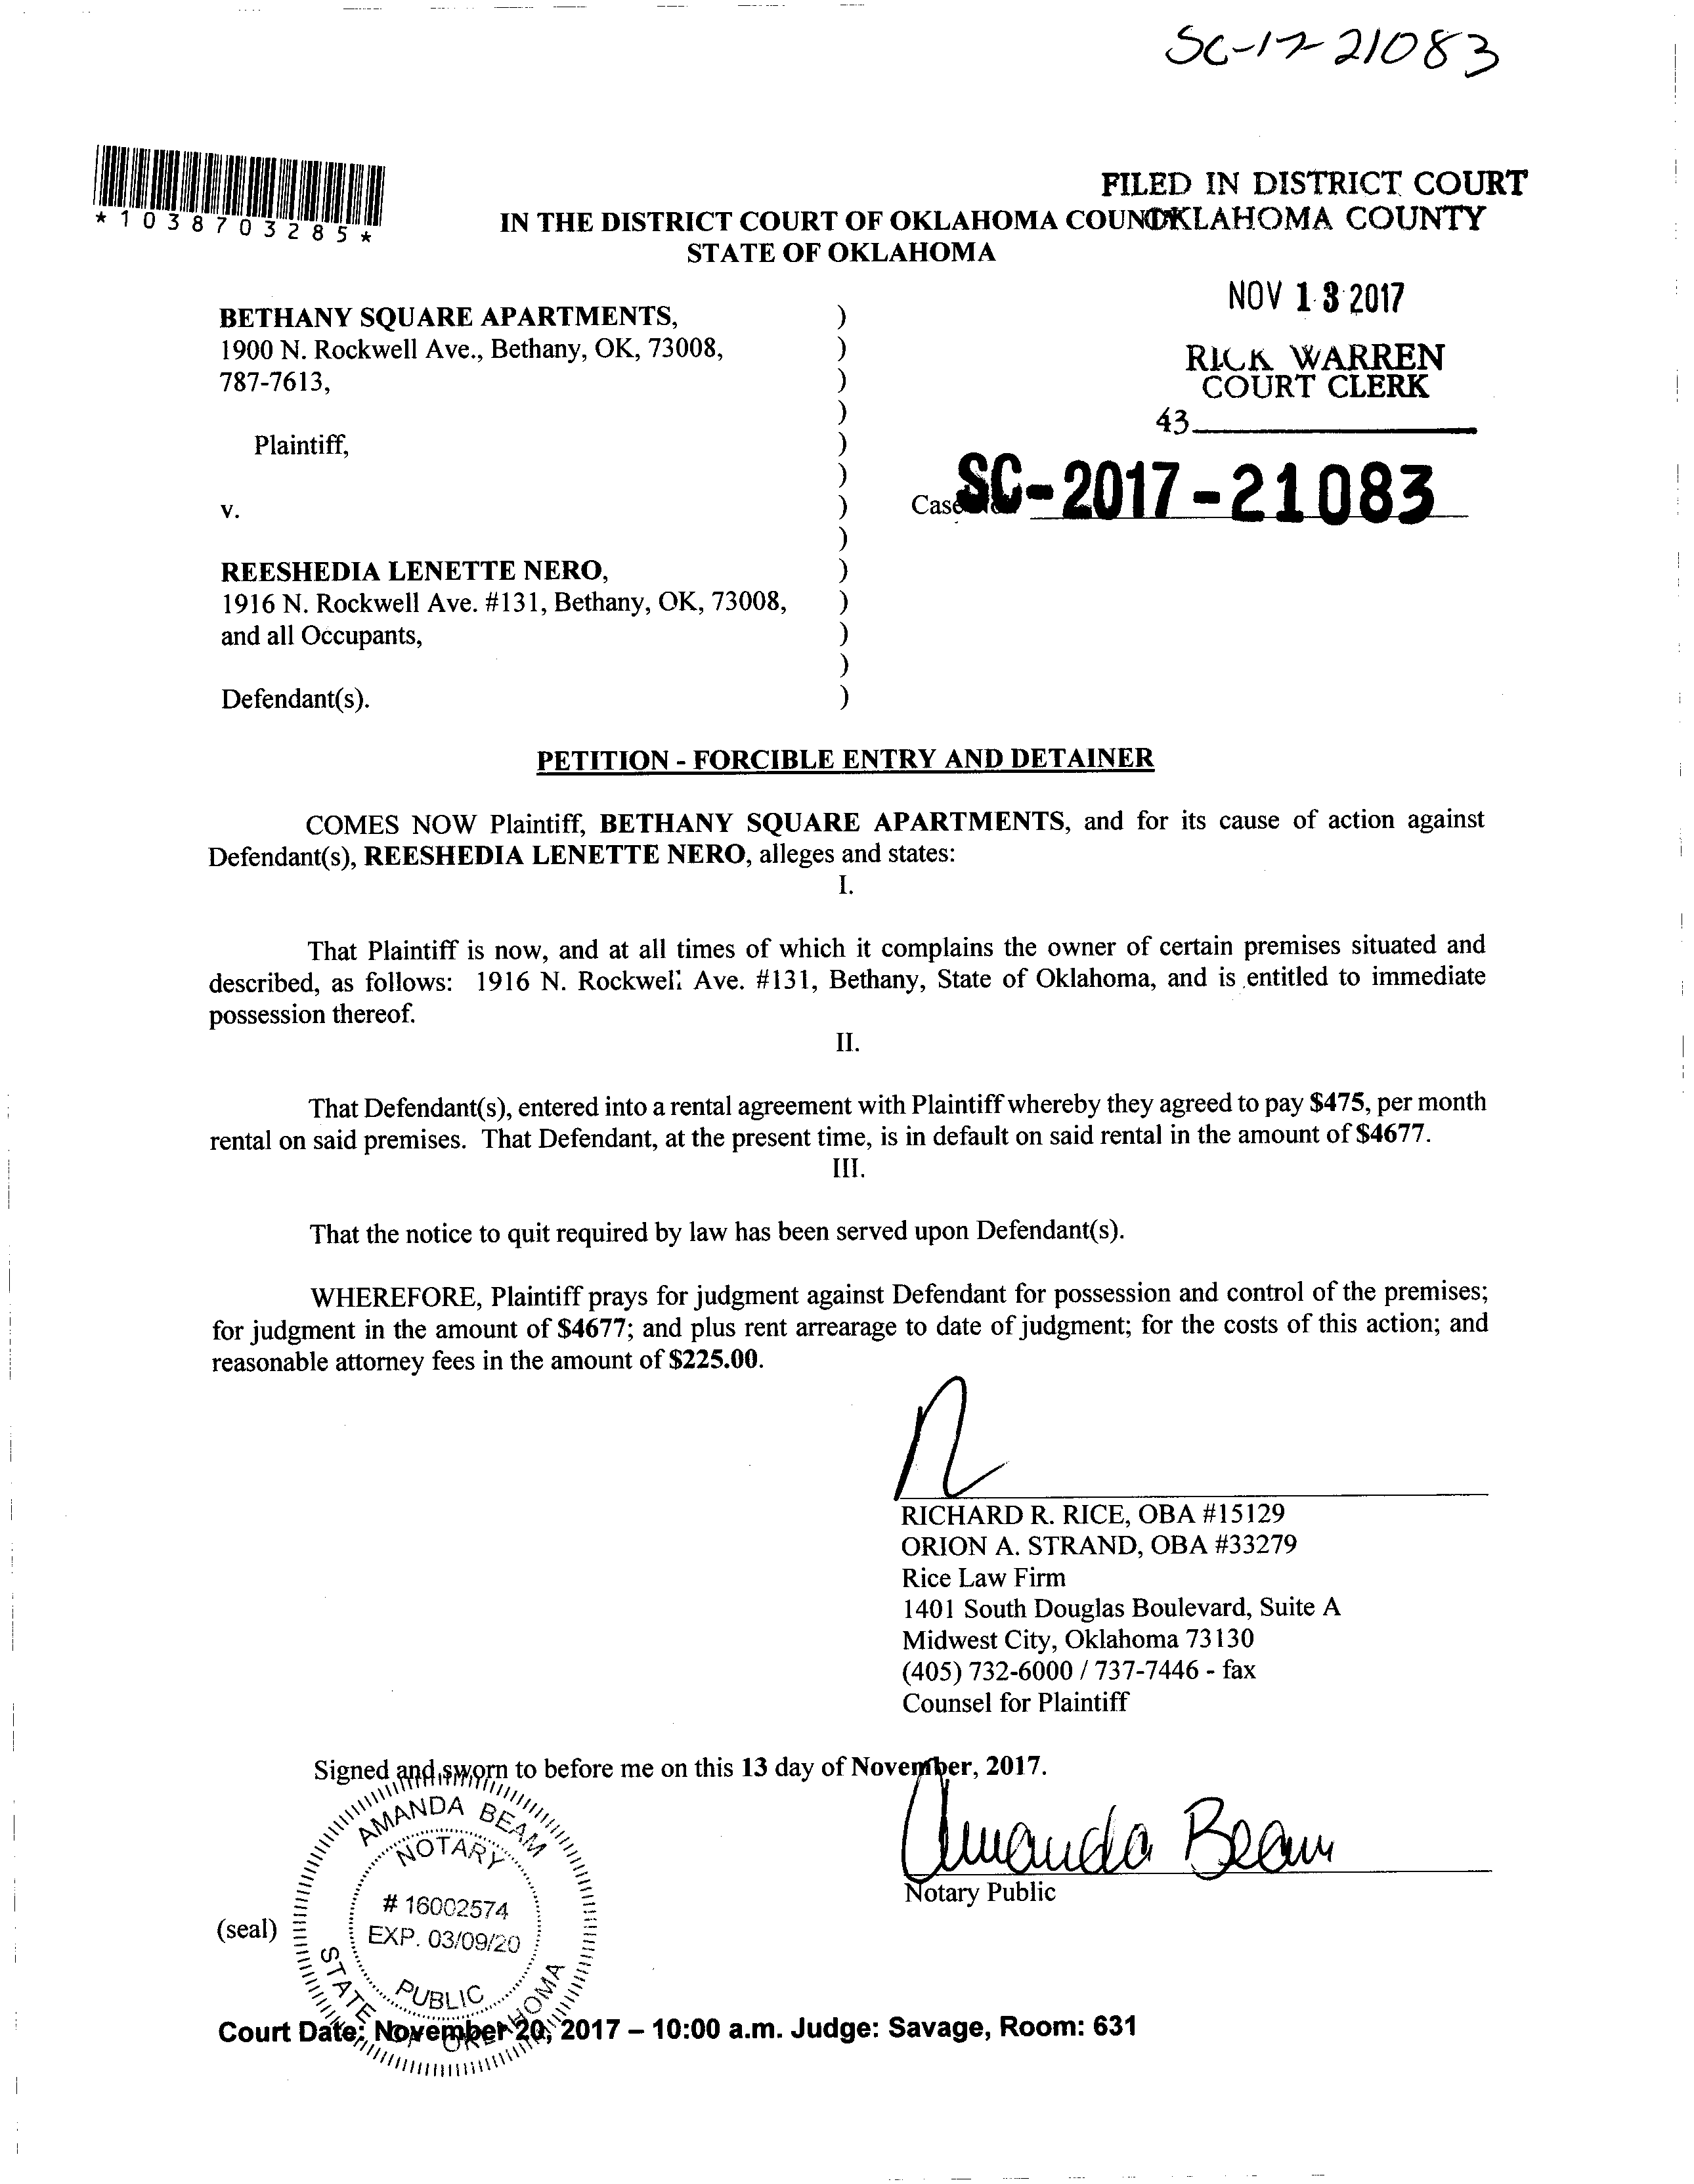 SC-17-21083
*1038703285*
FILED IN DISTRICT COURT
OKLAHOMA COUNTY
IN THE DISTRICT COURT OF OKLAHOMA COUN
STATE OF OKLAHOMA
NOV 13 2017
RICK WARREN
COURT CLERK
43
BETHANY SQUARE APARTMENTS, )
1900 N. Rockwell Ave., Bethany, OK, 73008, )
787-7613, )
)
Plaintiff, )
)
v. )
)
Case No. SC-2017-21083
REESHEDIA LENETTE NERO, )
1916 N. Rockwell Ave. #131, Bethany, OK, 73008, )
and all Occupants, )
)
Defendant(s). )
PETITION - FORCIBLE ENTRY AND DETAINER
COMES NOW Plaintiff, BETHANY SQUARE APARTMENTS, and for its cause of action against
Defendant(s), REESHEDIA LENETTE NERO, alleges and states:
I.
That Plaintiff is now, and at all times of which it complains the owner of certain premises situated and
described, as follows: 1916 N. Rockwell Ave. #131, Bethany, State of Oklahoma, and is entitled to immediate
possession thereof.
II.
That Defendant(s), entered into a rental agreement with Plaintiff whereby they agreed to pay $475, per month
rental on said premises. That Defendant, at the present time, is in default on said rental in the amount of $4677.
III.
That the notice to quit required by law has been served upon Defendant(s).
WHEREFORE, Plaintiff prays for judgment against Defendant for possession and control of the premises;
for judgment in the amount of $4677; and plus rent arrearage to date of judgment; for the costs of this action; and
reasonable attorney fees in the amount of $225.00.
RICHARD R. RICE, OBA #15129
ORION A. STRAND, OBA #33279
Rice Law Firm
1401 South Douglas Boulevard, Suite A
Midwest City, Oklahoma 73130
(405) 732-6000 / 737-7446 - fax
Counsel for Plaintiff
Signed and sworn to before me on this 13 day of November, 2017.
Amanda Beam
Notary Public
(seal)
AMANDA BEAM
NOTARY
# 16002574
EXP. 03/09/20
PUBLIC
STATE OF OKLAHOMA
Court Date: November 20, 2017 – 10:00 a.m. Judge: Savage, Room: 631